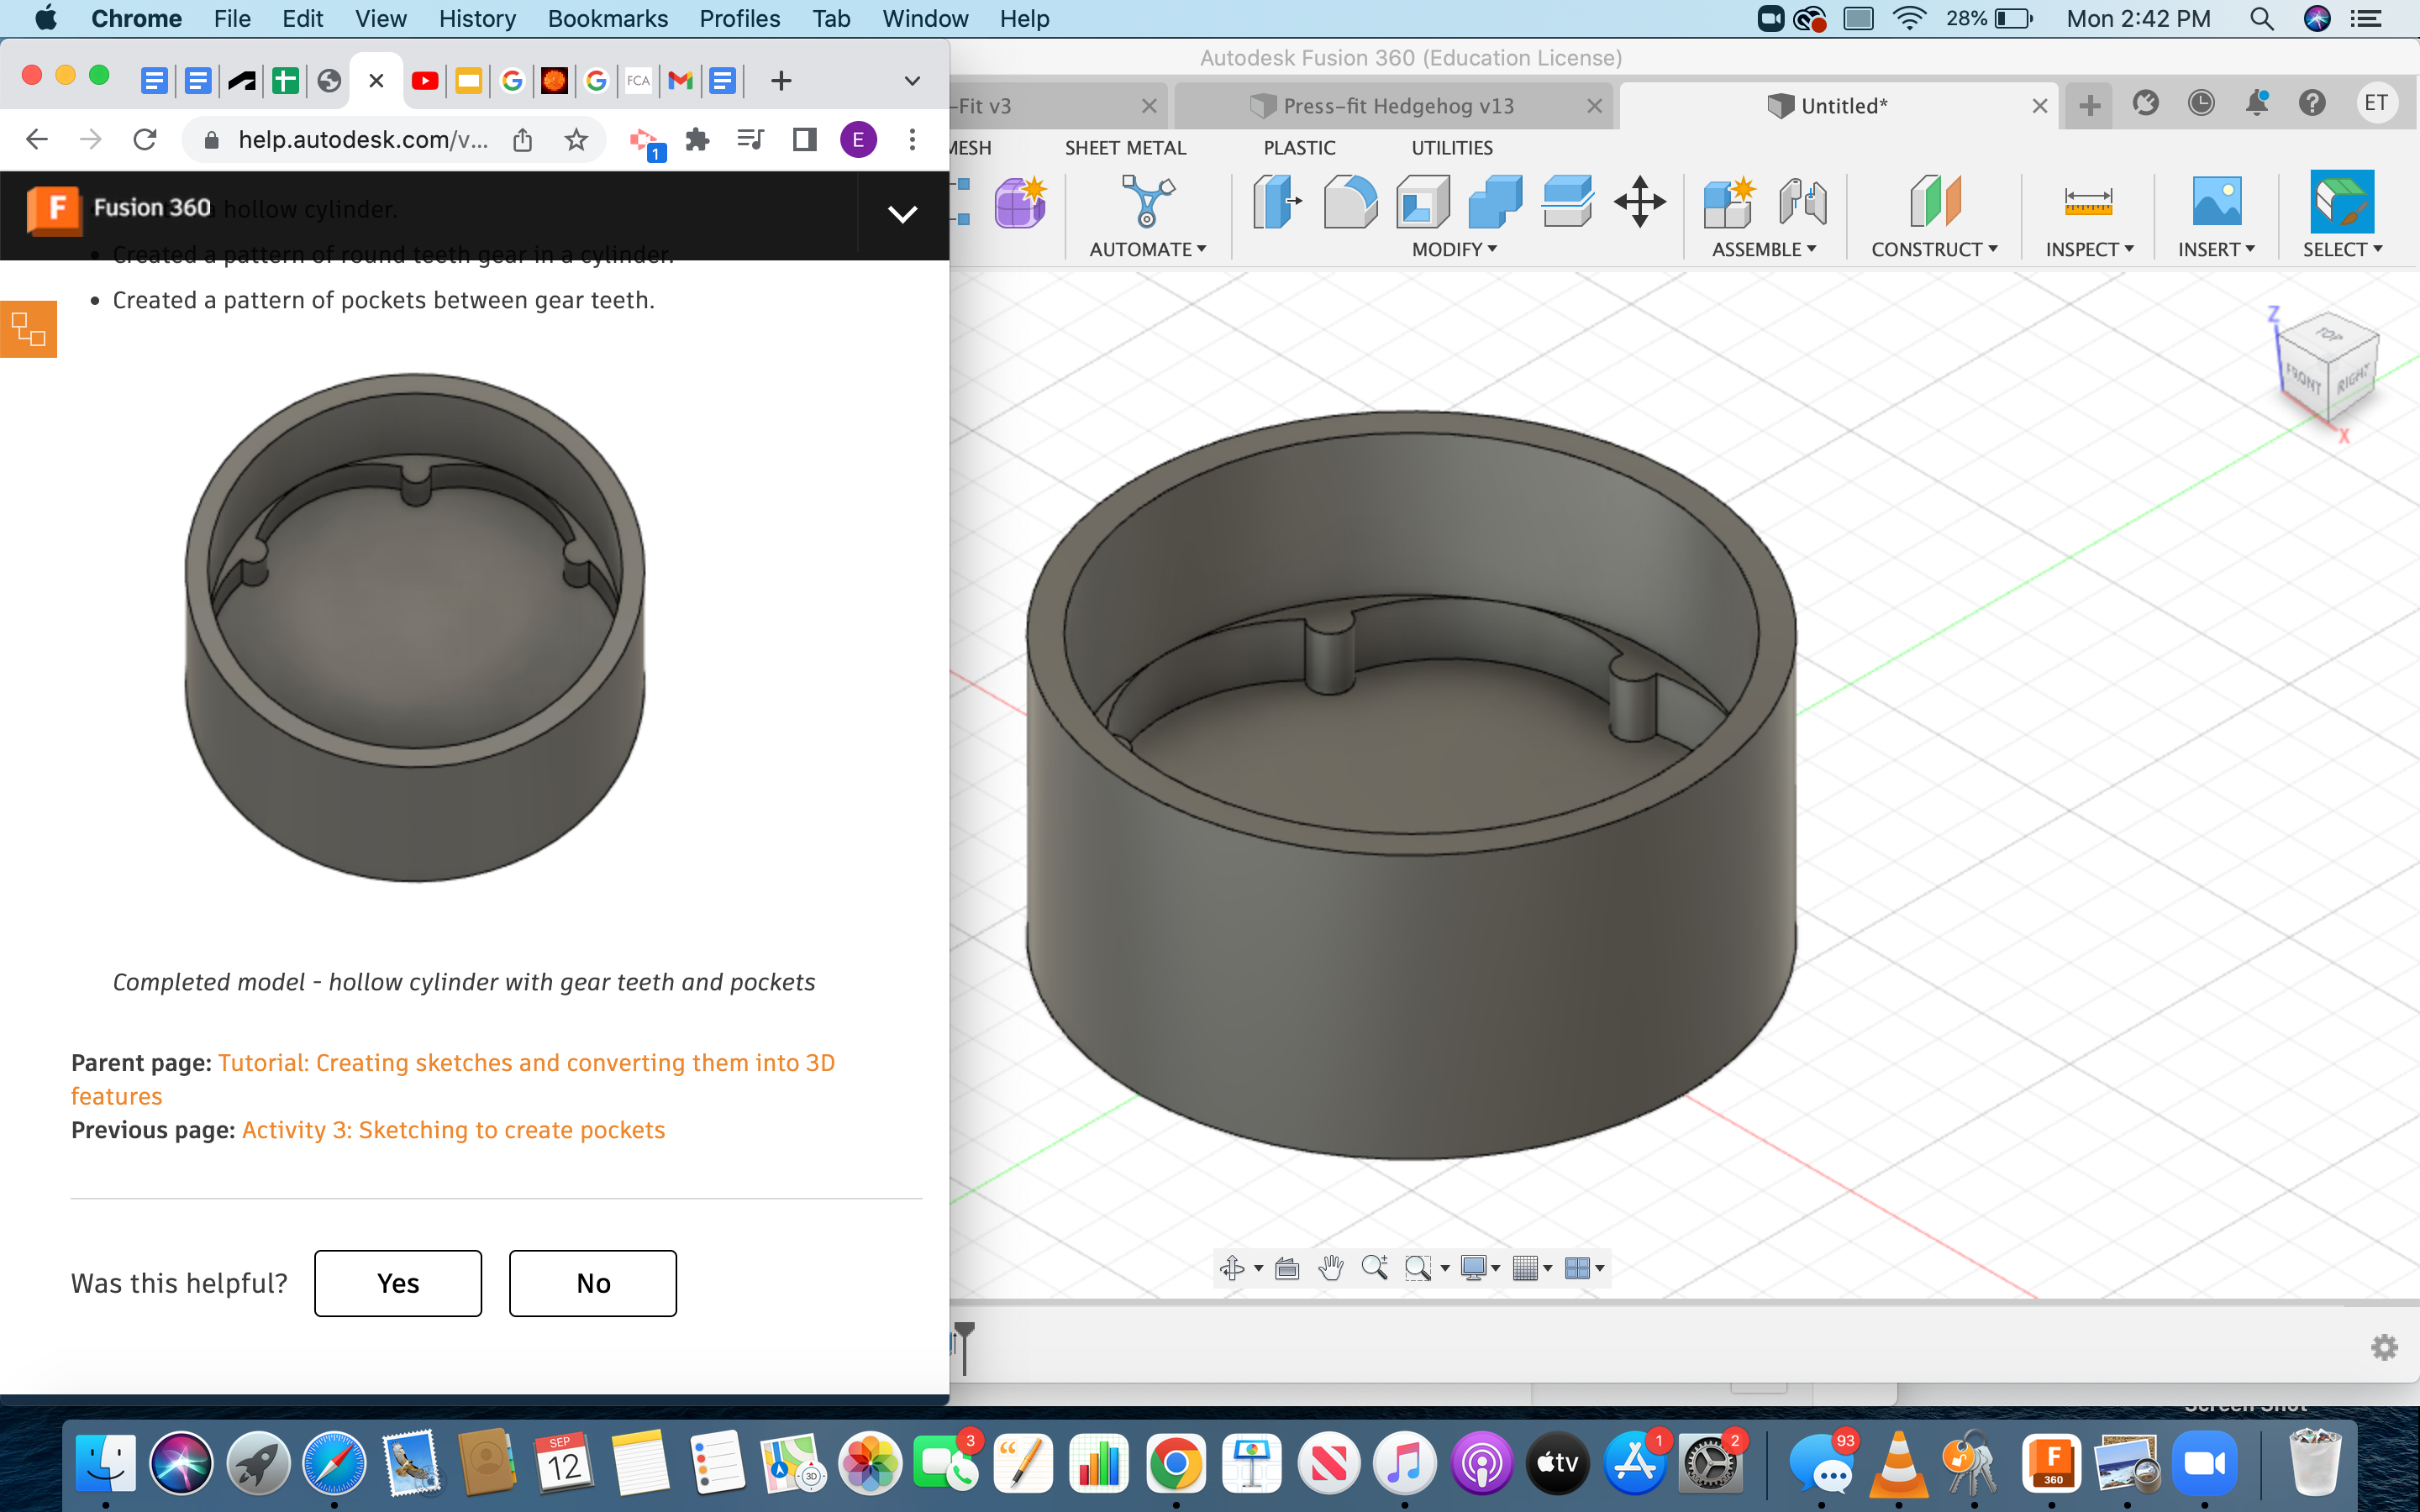 Chrome File Edit View History Bookmarks Profiles Tab Window Help
28% Mon 2:42 PM
Autodesk Fusion 360 (Education License)
FCA
-Fit v3
Press-fit Hedgehog v13
Untitled*
ET
help.autodesk.com/v...
1
E
MESH SHEET METAL PLASTIC UTILITIES
AUTOMATE MODIFY ASSEMBLE CONSTRUCT INSPECT INSERT SELECT
F Fusion 360
hollow cylinder.
• Created a pattern of round teeth gear in a cylinder.
• Created a pattern of pockets between gear teeth.
Z
TOP
FRONT
RIGHT
X
Completed model - hollow cylinder with gear teeth and pockets
Parent page: Tutorial: Creating sketches and converting them into 3D
features
Previous page: Activity 3: Sketching to create pockets
Was this helpful? Yes No
Screen Shot
SEP
12
3D
3
tv
1
2
93
F
360